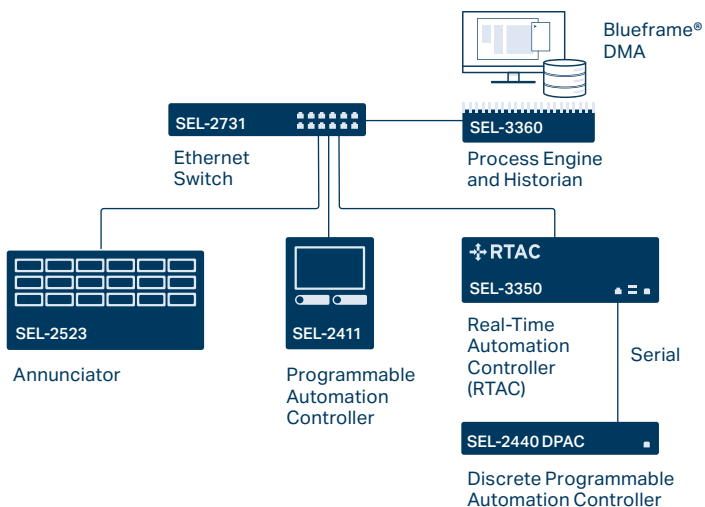 Blueframe®
DMA
SEL-2731
SEL-3360
Ethernet
Switch
Process Engine
and Historian
SEL-2523
Annunciator
SEL-2411
Programmable
Automation
Controller
RTAC
SEL-3350
Real-Time
Automation
Controller
(RTAC)
Serial
SEL-2440 DPAC
Discrete Programmable
Automation Controller